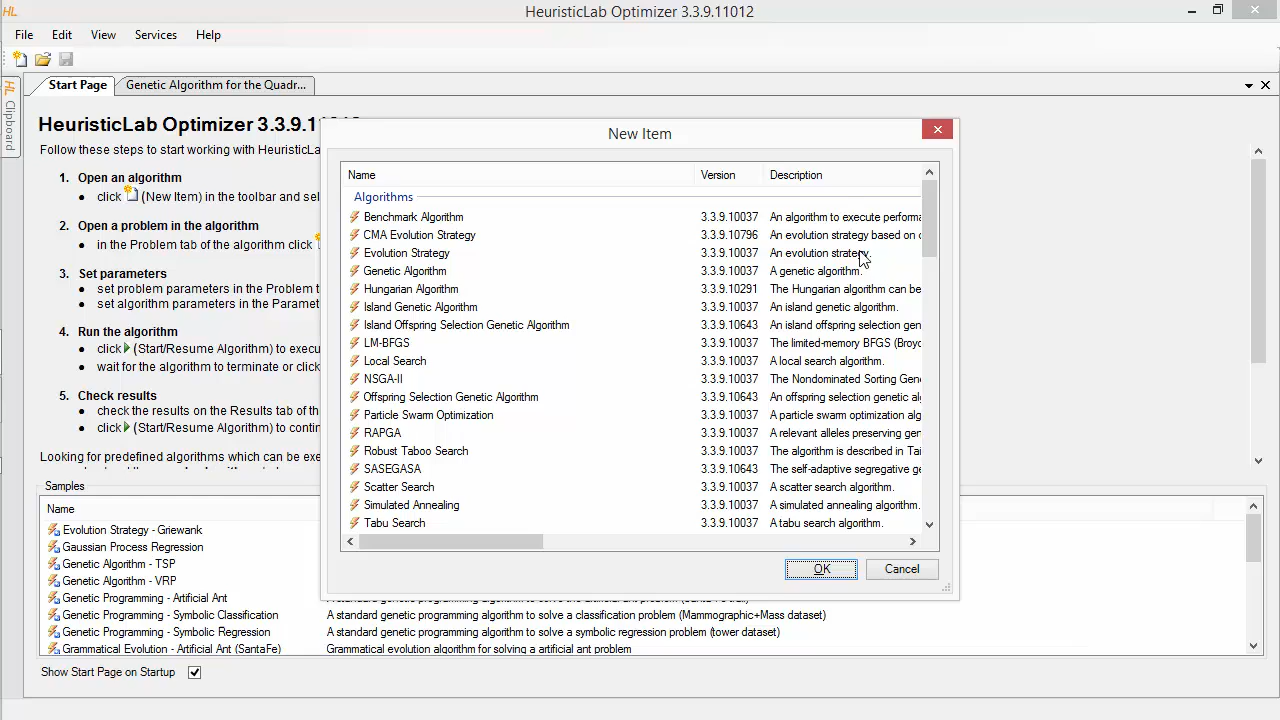 HL HeuristicLab Optimizer 3.3.9.11012
File Edit View Services Help
HL Clipboard
Start Page Genetic Algorithm for the Quadr...
HeuristicLab Optimizer 3.3.9.1
Follow these steps to start working with HeuristicLa
1. Open an algorithm
click (New Item) in the toolbar and sel
2. Open a problem in the algorithm
in the Problem tab of the algorithm click
3. Set parameters
set problem parameters in the Problem t
set algorithm parameters in the Paramet
4. Run the algorithm
click (Start/Resume Algorithm) to execu
wait for the algorithm to terminate or click
5. Check results
check the results on the Results tab of th
click (Start/Resume Algorithm) to contin
Looking for predefined algorithms which can be exe
Samples
Name
Evolution Strategy - Griewank
Gaussian Process Regression
Genetic Algorithm - TSP
Genetic Algorithm - VRP
Genetic Programming - Artificial Ant
Genetic Programming - Symbolic Classification A standard genetic programming algorithm to solve a classification problem (Mammographic+Mass dataset)
Genetic Programming - Symbolic Regression A standard genetic programming algorithm to solve a symbolic regression problem (tower dataset)
Grammatical Evolution - Artificial Ant (SantaFe) Grammatical evolution algorithm for solving a artificial ant problem
Show Start Page on Startup
New Item
Name Version Description
Algorithms
Benchmark Algorithm 3.3.9.10037 An algorithm to execute performa
CMA Evolution Strategy 3.3.9.10796 An evolution strategy based on c
Evolution Strategy 3.3.9.10037 An evolution strategy.
Genetic Algorithm 3.3.9.10037 A genetic algorithm.
Hungarian Algorithm 3.3.9.10291 The Hungarian algorithm can be
Island Genetic Algorithm 3.3.9.10037 An island genetic algorithm.
Island Offspring Selection Genetic Algorithm 3.3.9.10643 An island offspring selection gen
LM-BFGS 3.3.9.10037 The limited-memory BFGS (Broyc
Local Search 3.3.9.10037 A local search algorithm.
NSGA-II 3.3.9.10037 The Nondominated Sorting Gene
Offspring Selection Genetic Algorithm 3.3.9.10643 An offspring selection genetic alg
Particle Swarm Optimization 3.3.9.10037 A particle swarm optimization alg
RAPGA 3.3.9.10037 A relevant alleles preserving gen
Robust Taboo Search 3.3.9.10037 The algorithm is described in Tai
SASEGASA 3.3.9.10643 The self-adaptive segregative ge
Scatter Search 3.3.9.10037 A scatter search algorithm.
Simulated Annealing 3.3.9.10037 A simulated annealing algorithm.
Tabu Search 3.3.9.10037 A tabu search algorithm.
OK Cancel